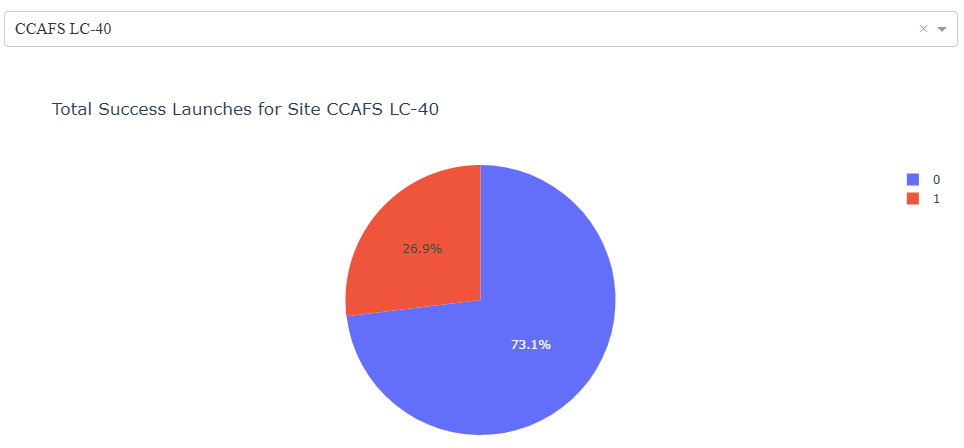 CCAFS LC-40 ×
Total Success Launches for Site CCAFS LC-40
0
1
26.9%
73.1%